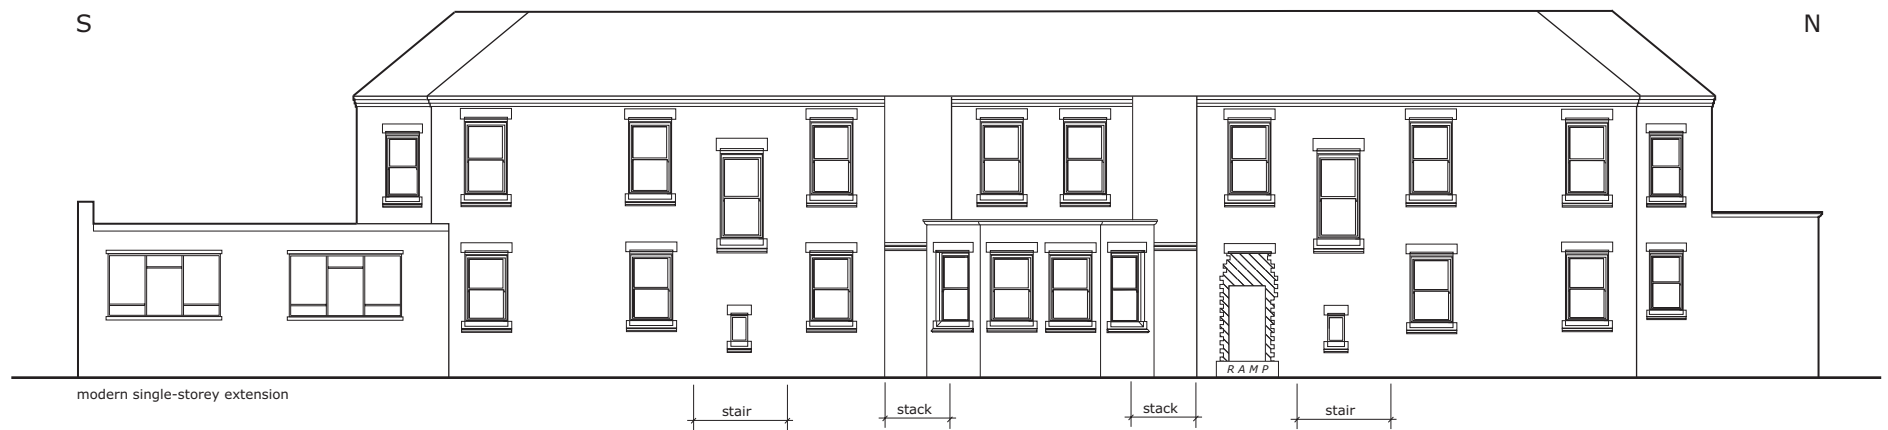 S
N
RAMP
modern single-storey extension
stair
stack
stack
stair